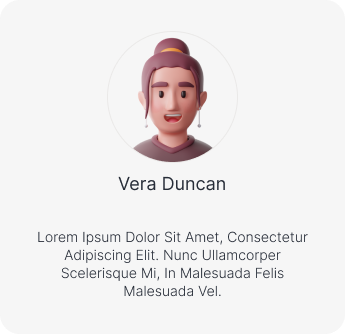 Vera Duncan
Lorem Ipsum Dolor Sit Amet, Consectetur
Adipiscing Elit. Nunc Ullamcorper
Scelerisque Mi, In Malesuada Felis
Malesuada Vel.